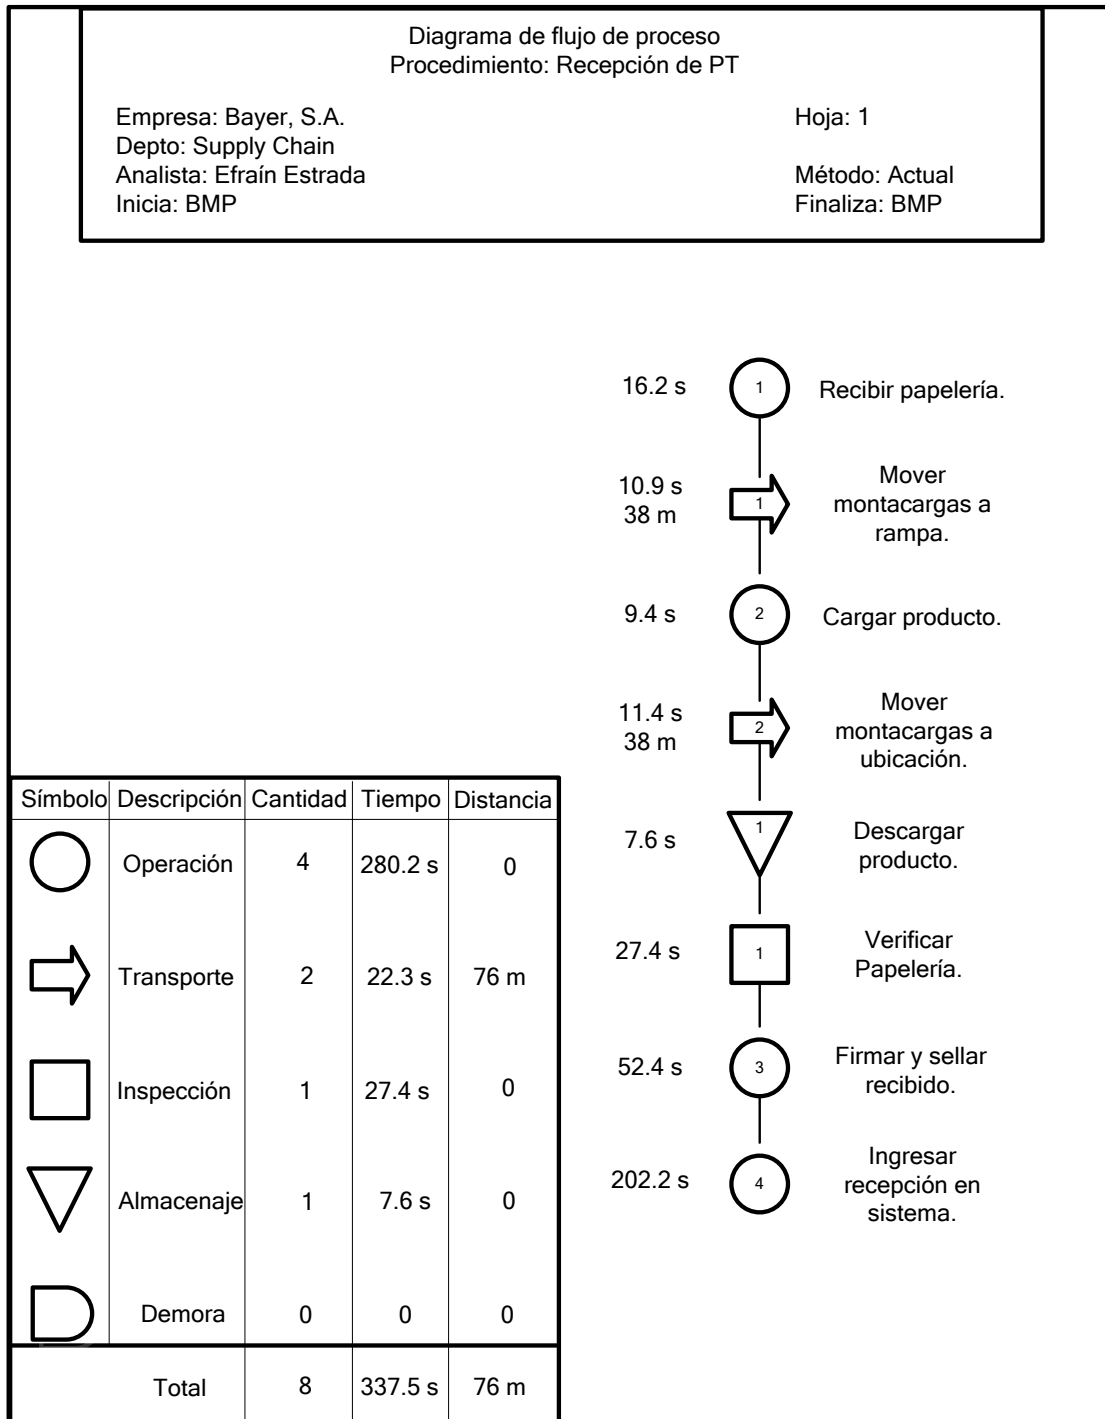 Diagrama de flujo de proceso
Procedimiento: Recepción de PT
Empresa: Bayer, S.A.
Hoja: 1
Depto: Supply Chain
Analista: Efraín Estrada
Método: Actual
Inicia: BMP
Finaliza: BMP
16.2 s
1
Recibir papelería.
10.9 s
38 m
1
Mover
montacargas a
rampa.
9.4 s
2
Cargar producto.
11.4 s
38 m
2
Mover
montacargas a
ubicación.
7.6 s
1
Descargar
producto.
27.4 s
1
Verificar
Papelería.
52.4 s
3
Firmar y sellar
recibido.
202.2 s
4
Ingresar
recepción en
sistema.
Símbolo Descripción Cantidad Tiempo Distancia
Operación 4 280.2 s 0
Transporte 2 22.3 s 76 m
Inspección 1 27.4 s 0
Almacenaje 1 7.6 s 0
Demora 0 0 0
Total 8 337.5 s 76 m